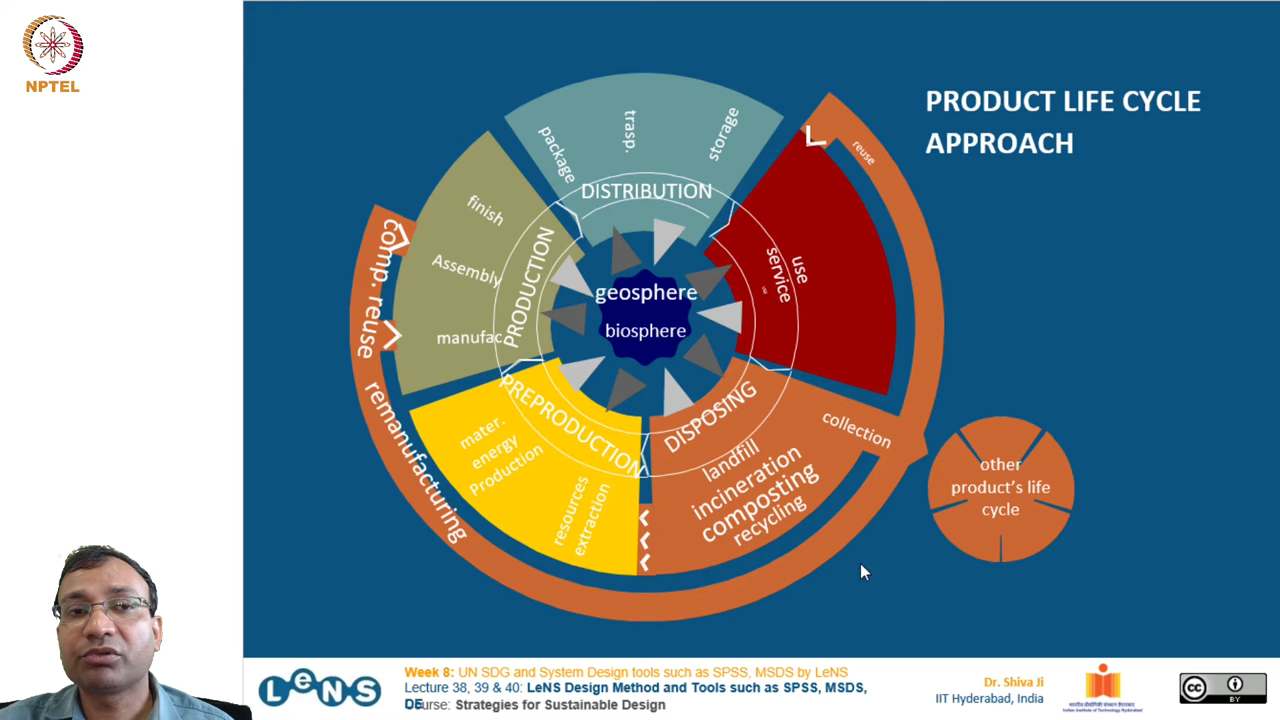 NPTEL
PRODUCT LIFE CYCLE
APPROACH
package
trasp.
storage
DISTRIBUTION
reuse
use
service
finish
Assembly
manufac
PRODUCTION
comp. reuse
remanufacturing
geosphere
biosphere
PREPRODUCTION
mater.
energy
Production
resources
extraction
DISPOSING
collection
landfill
incineration
composting
recycling
other
product's life
cycle
LeNS
Week 8: UN SDG and System Design tools such as SPSS, MSDS by LeNS
Lecture 38, 39 & 40: LeNS Design Method and Tools such as SPSS, MSDS,
Course: Strategies for Sustainable Design
Dr. Shiva Ji
IIT Hyderabad, India
cc
BY